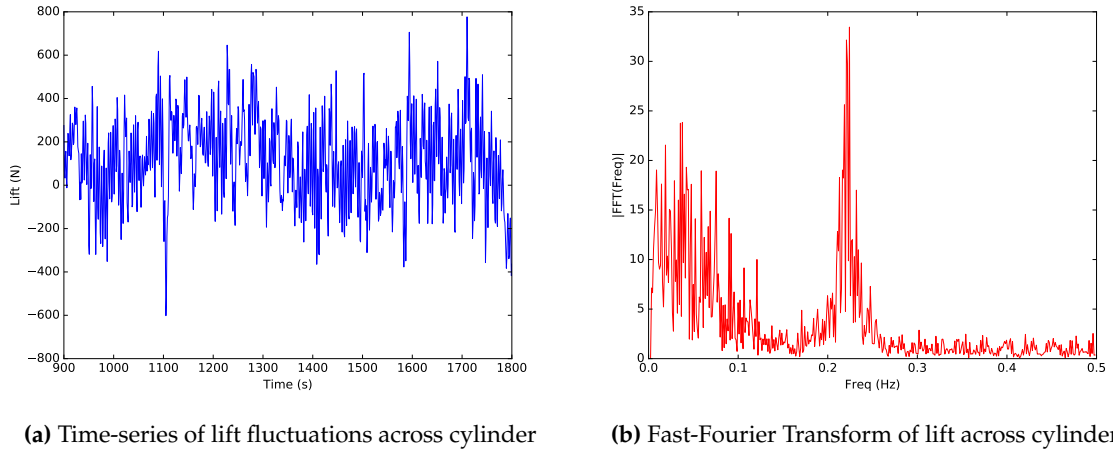 800
600
400
200
0
−200
−400
−600
−800
Lift (N)
900 1000 1100 1200 1300 1400 1500 1600 1700 1800
Time (s)
35
30
25
20
15
10
5
0
|FFT(Freq)|
0.0 0.1 0.2 0.3 0.4 0.5
Freq (Hz)
(a) Time-series of lift fluctuations across cylinder
(b) Fast-Fourier Transform of lift across cylinder